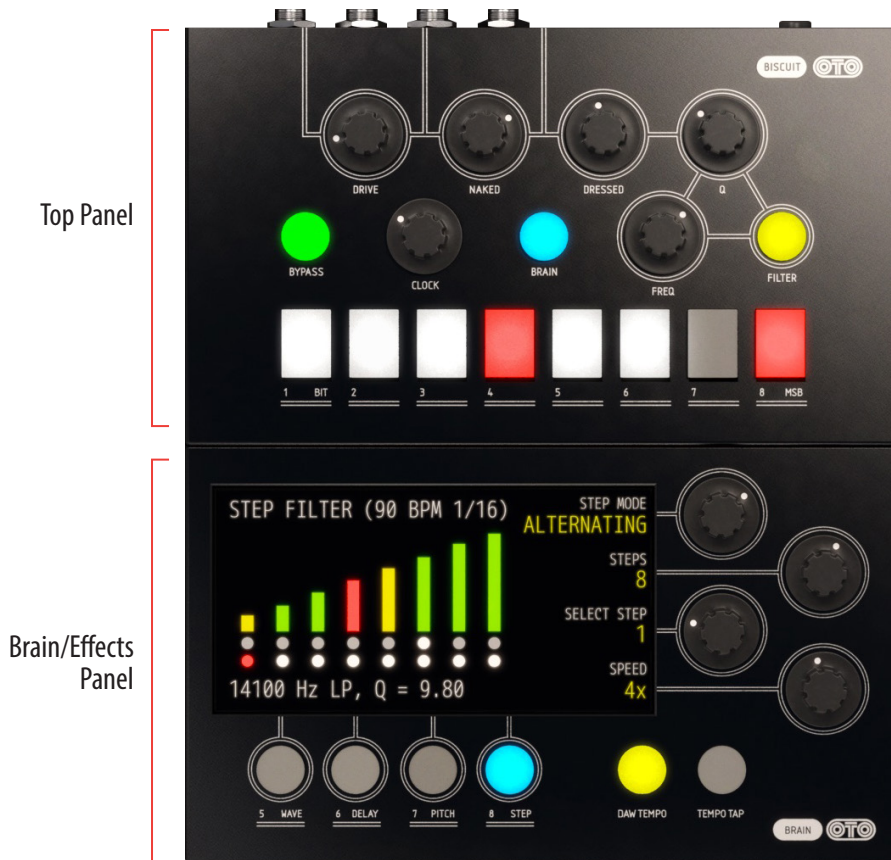 Top Panel
BISCUIT OTO
DRIVE
NAKED
DRESSED
Q
BYPASS
CLOCK
BRAIN
FREQ
FILTER
1 BIT
2
3
4
5
6
7
8 MSB
Brain/Effects
Panel
STEP FILTER (90 BPM 1/16)
STEP MODE
ALTERNATING
STEPS
8
SELECT STEP
1
SPEED
4x
14100 Hz LP, Q = 9.80
5 WAVE
6 DELAY
7 PITCH
8 STEP
DAW TEMPO
TEMPO TAP
BRAIN OTO